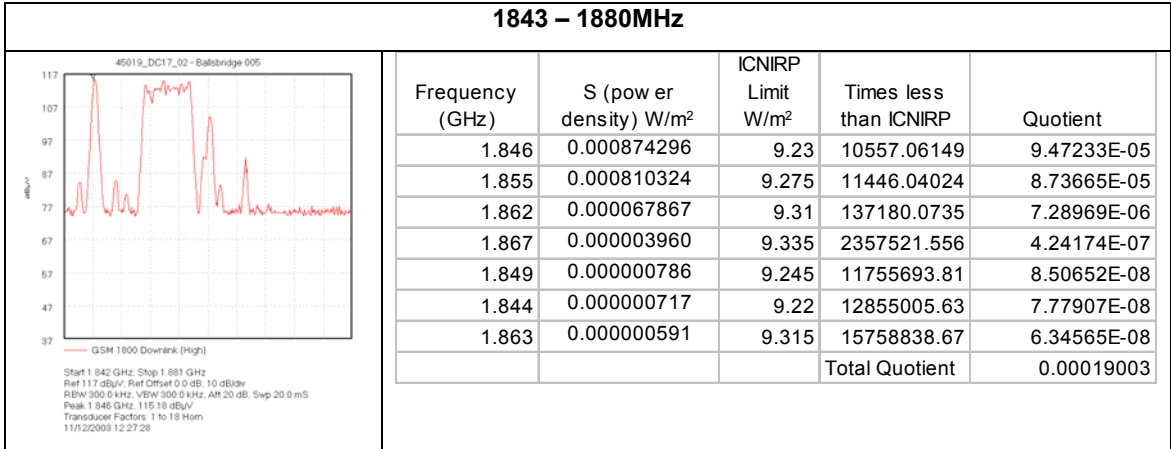 1843 – 1880MHz
45019_DC17_02 - Ballsbridge 005
117
107
97
87
77
67
57
47
37
dBµV
GSM 1800 Downlink (High)
Start 1.842 GHz; Stop 1.881 GHz
Ref 117 dBµV; Ref Offset 0.0 dB; 10 dB/div
RBW 300.0 kHz; VBW 300.0 kHz; Att 20 dB; Swp 20.0 mS
Peak 1.846 GHz, 115.18 dBµV
Transducer Factors: 1 to 18 Horn
11/12/2003 12:27:28
Frequency (GHz) S (pow er density) W/m² ICNIRP Limit W/m² Times less than ICNIRP Quotient
1.846 0.000874296 9.23 10557.06149 9.47233E-05
1.855 0.000810324 9.275 11446.04024 8.73665E-05
1.862 0.000067867 9.31 137180.0735 7.28969E-06
1.867 0.000003960 9.335 2357521.556 4.24174E-07
1.849 0.000000786 9.245 11755693.81 8.50652E-08
1.844 0.000000717 9.22 12855005.63 7.77907E-08
1.863 0.000000591 9.315 15758838.67 6.34565E-08
Total Quotient 0.00019003